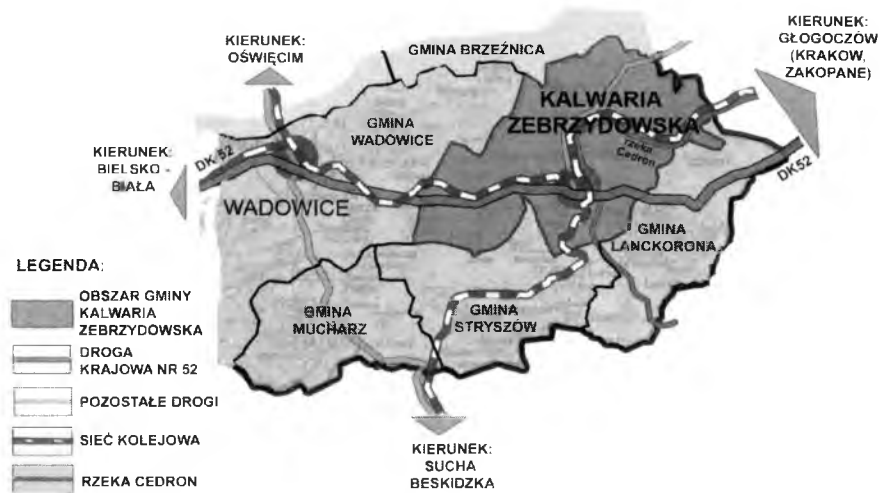 KIERUNEK:
OŚWIĘCIM
GMINA BRZEŹNICA
KIERUNEK:
GŁOGOCZÓW
(KRAKOW,
ZAKOPANE)
KALWARIA
ZEBRZYDOWSKA
GMINA
WADOWICE
rzeka
Cedron
DK 52
KIERUNEK:
BIELSKO -
BIAŁA
DK52
WADOWICE
GMINA
LANCKORONA
LEGENDA:
OBSZAR GMINY
KALWARIA
ZEBRZYDOWSKA
GMINA
MUCHARZ
GMINA
STRYSZÓW
DROGA
KRAJOWA NR 52
POZOSTAŁE DROGI
SIEĆ KOLEJOWA
RZEKA CEDRON
KIERUNEK:
SUCHA
BESKIDZKA